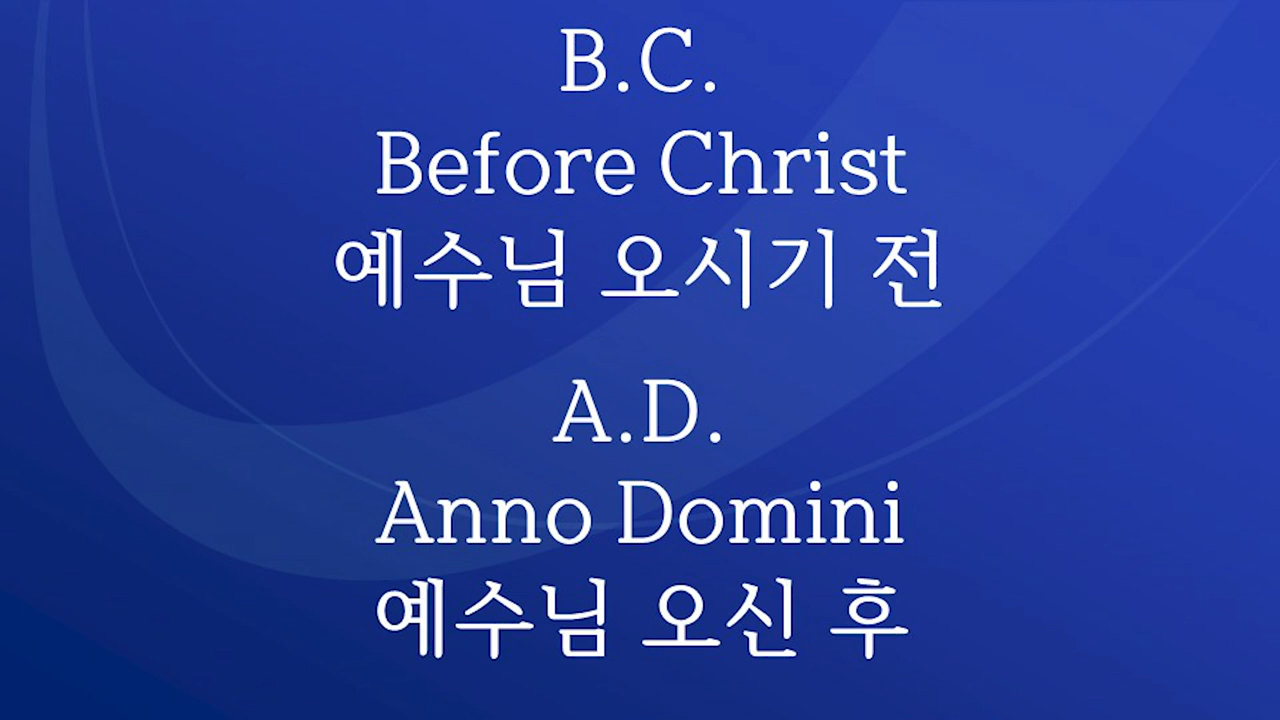 B.C.
Before Christ
예수님 오시기 전
A.D.
Anno Domini
예수님 오신 후